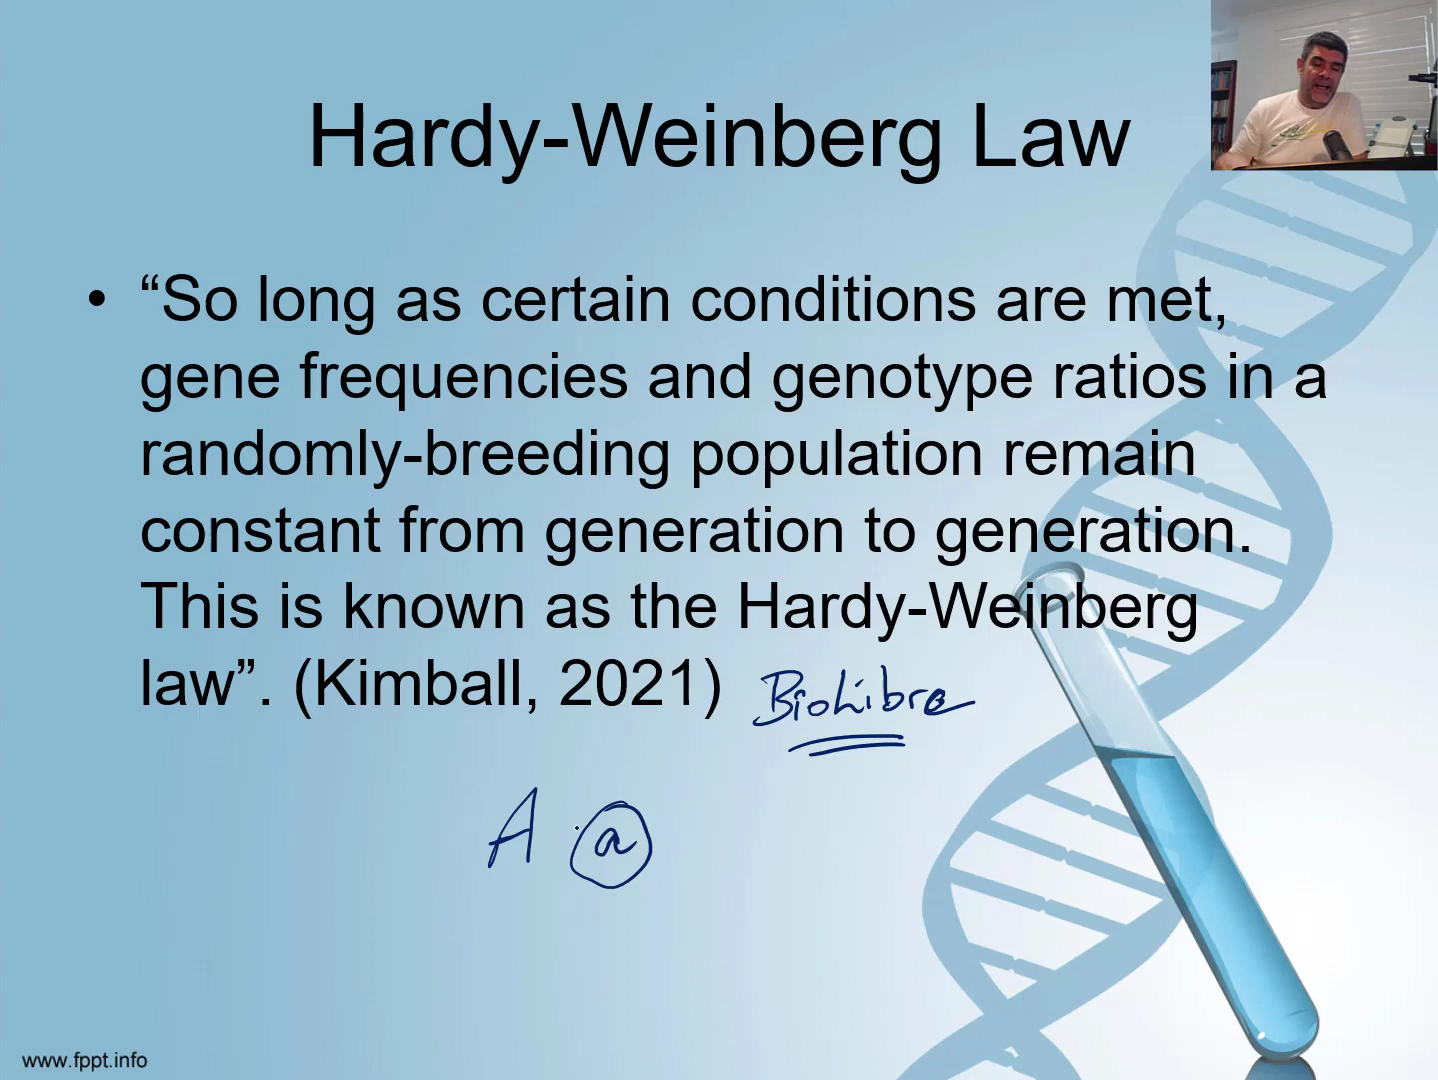 Hardy-Weinberg Law
• “So long as certain conditions are met,
gene frequencies and genotype ratios in a
randomly-breeding population remain
constant from generation to generation.
This is known as the Hardy-Weinberg
law”. (Kimball, 2021) BioLibre
A a
www.fppt.info